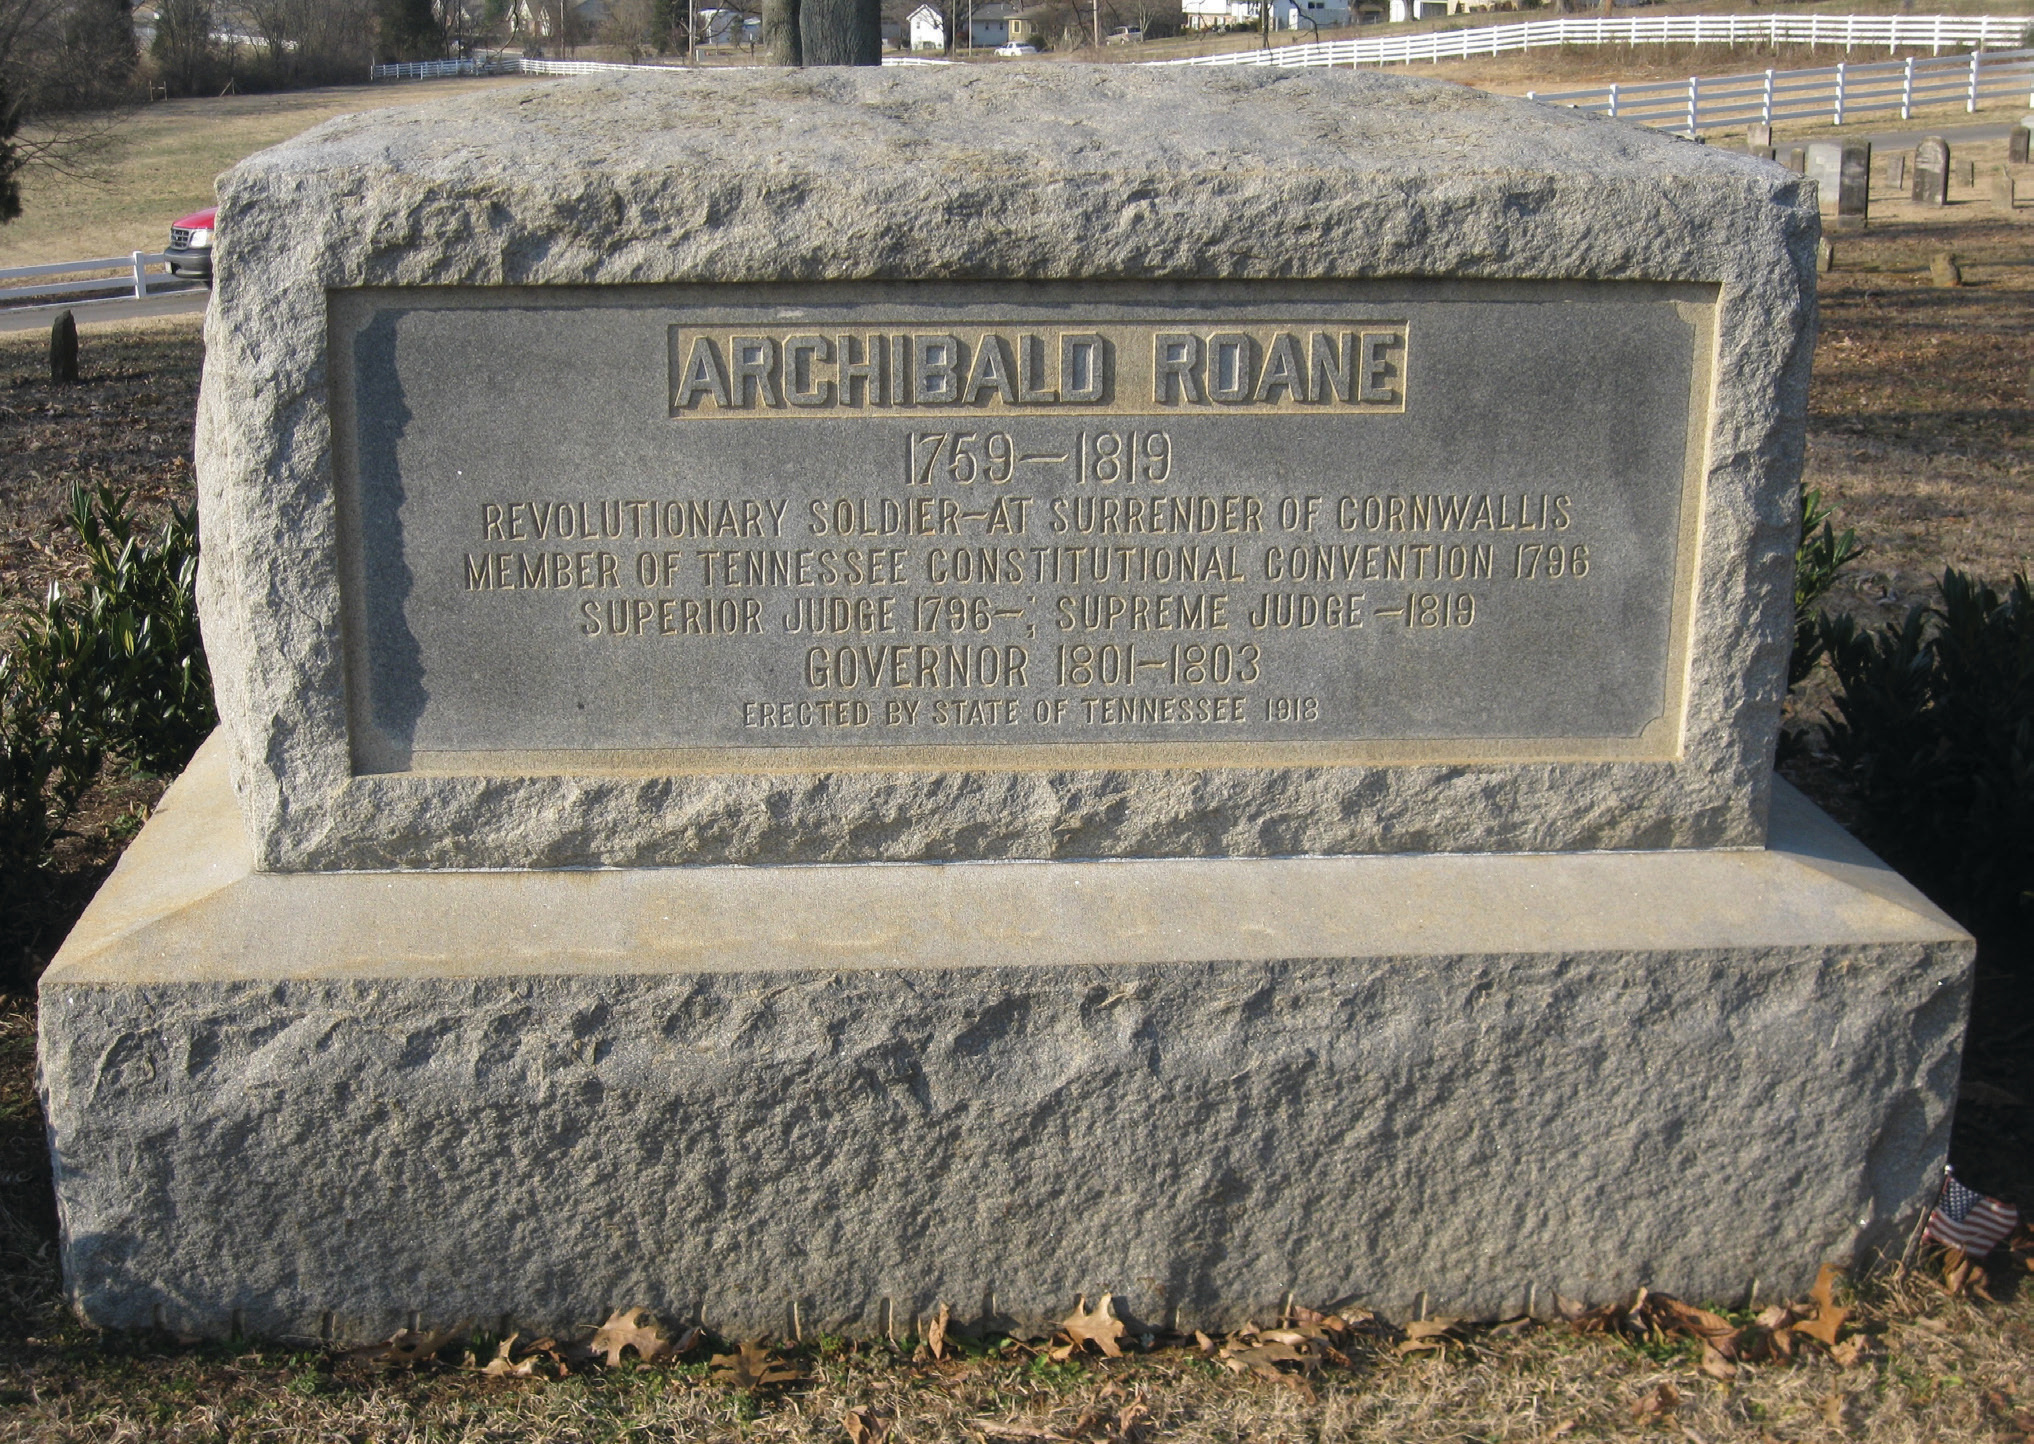 ARCHIBALD ROANE
1759–1819
REVOLUTIONARY SOLDIER–AT SURRENDER OF CORNWALLIS
MEMBER OF TENNESSEE CONSTITUTIONAL CONVENTION 1796
SUPERIOR JUDGE 1796–; SUPREME JUDGE –1819
GOVERNOR 1801–1803
ERECTED BY STATE OF TENNESSEE 1918